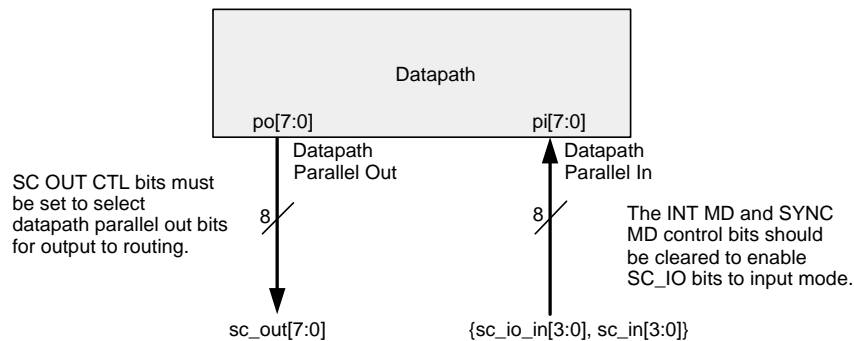 Datapath
po[7:0]
pi[7:0]
Datapath
Parallel Out
Datapath
Parallel In
SC OUT CTL bits must
be set to select
datapath parallel out bits
for output to routing.
8
8
The INT MD and SYNC
MD control bits should
be cleared to enable
SC_IO bits to input mode.
sc_out[7:0]
{sc_io_in[3:0], sc_in[3:0]}